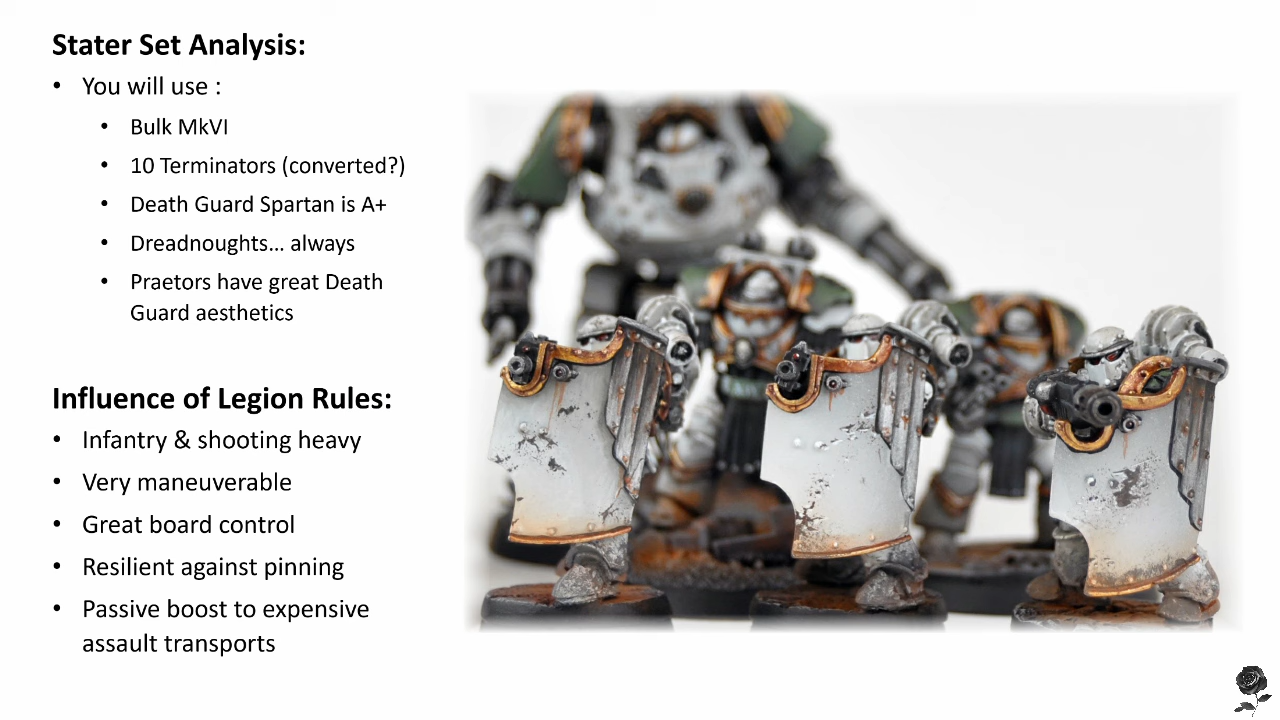 Stater Set Analysis:
• You will use :
• Bulk MkVI
• 10 Terminators (converted?)
• Death Guard Spartan is A+
• Dreadnoughts... always
• Praetors have great Death
Guard aesthetics
Influence of Legion Rules:
• Infantry & shooting heavy
• Very maneuverable
• Great board control
• Resilient against pinning
• Passive boost to expensive
assault transports